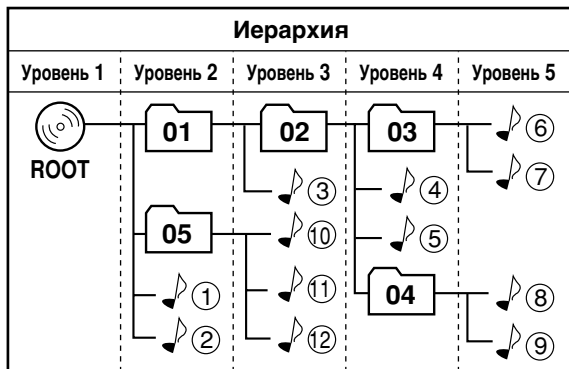 Иерархия
Уровень 1 Уровень 2 Уровень 3 Уровень 4 Уровень 5
01 02 03 6
ROOT 3 4 7
05 10 5
1 11 04 8
2 12 9